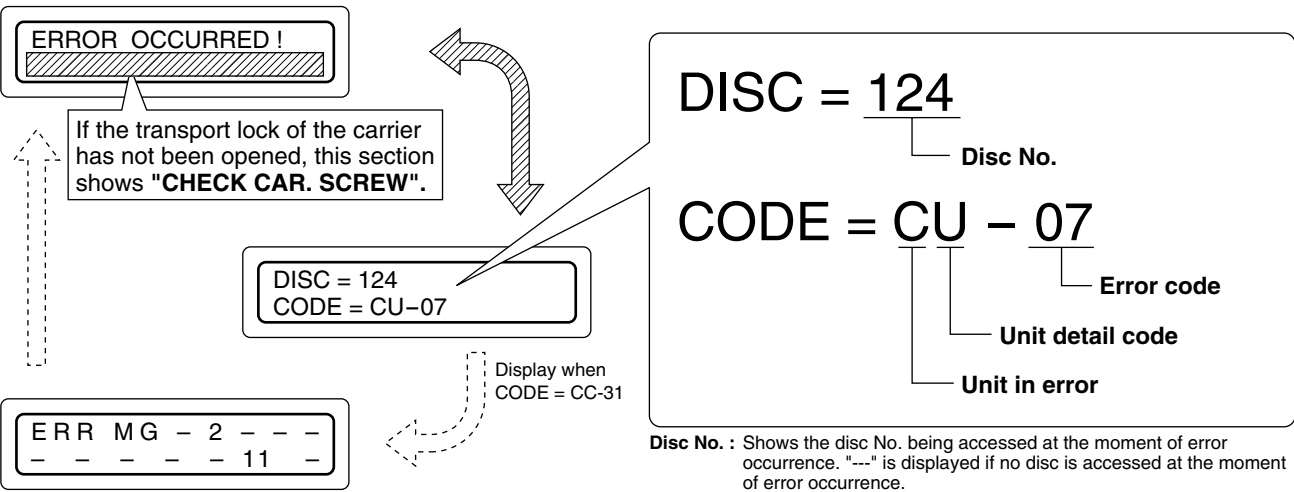 ERROR OCCURRED !
If the transport lock of the carrier
has not been opened, this section
shows "CHECK CAR. SCREW".
DISC = 124
CODE = CU−07
Display when
CODE = CC-31
ERR MG − 2 − − −
− − − − − 11 −
DISC = 124
Disc No.
CODE = CU − 07
Error code
Unit detail code
Unit in error
Disc No. : Shows the disc No. being accessed at the moment of error
occurrence. "---" is displayed if no disc is accessed at the moment
of error occurrence.